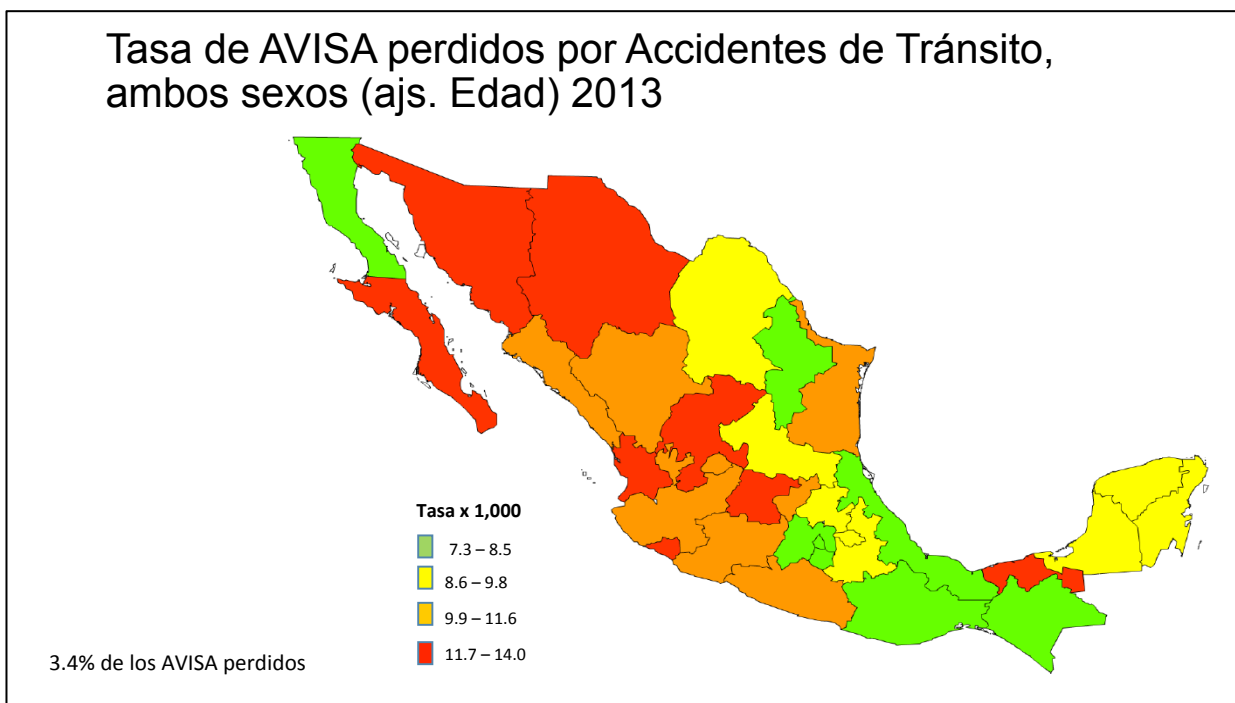 Tasa de AVISA perdidos por Accidentes de Tránsito,
ambos sexos (ajs. Edad) 2013
Tasa x 1,000
7.3 – 8.5
8.6 – 9.8
9.9 – 11.6
11.7 – 14.0
3.4% de los AVISA perdidos